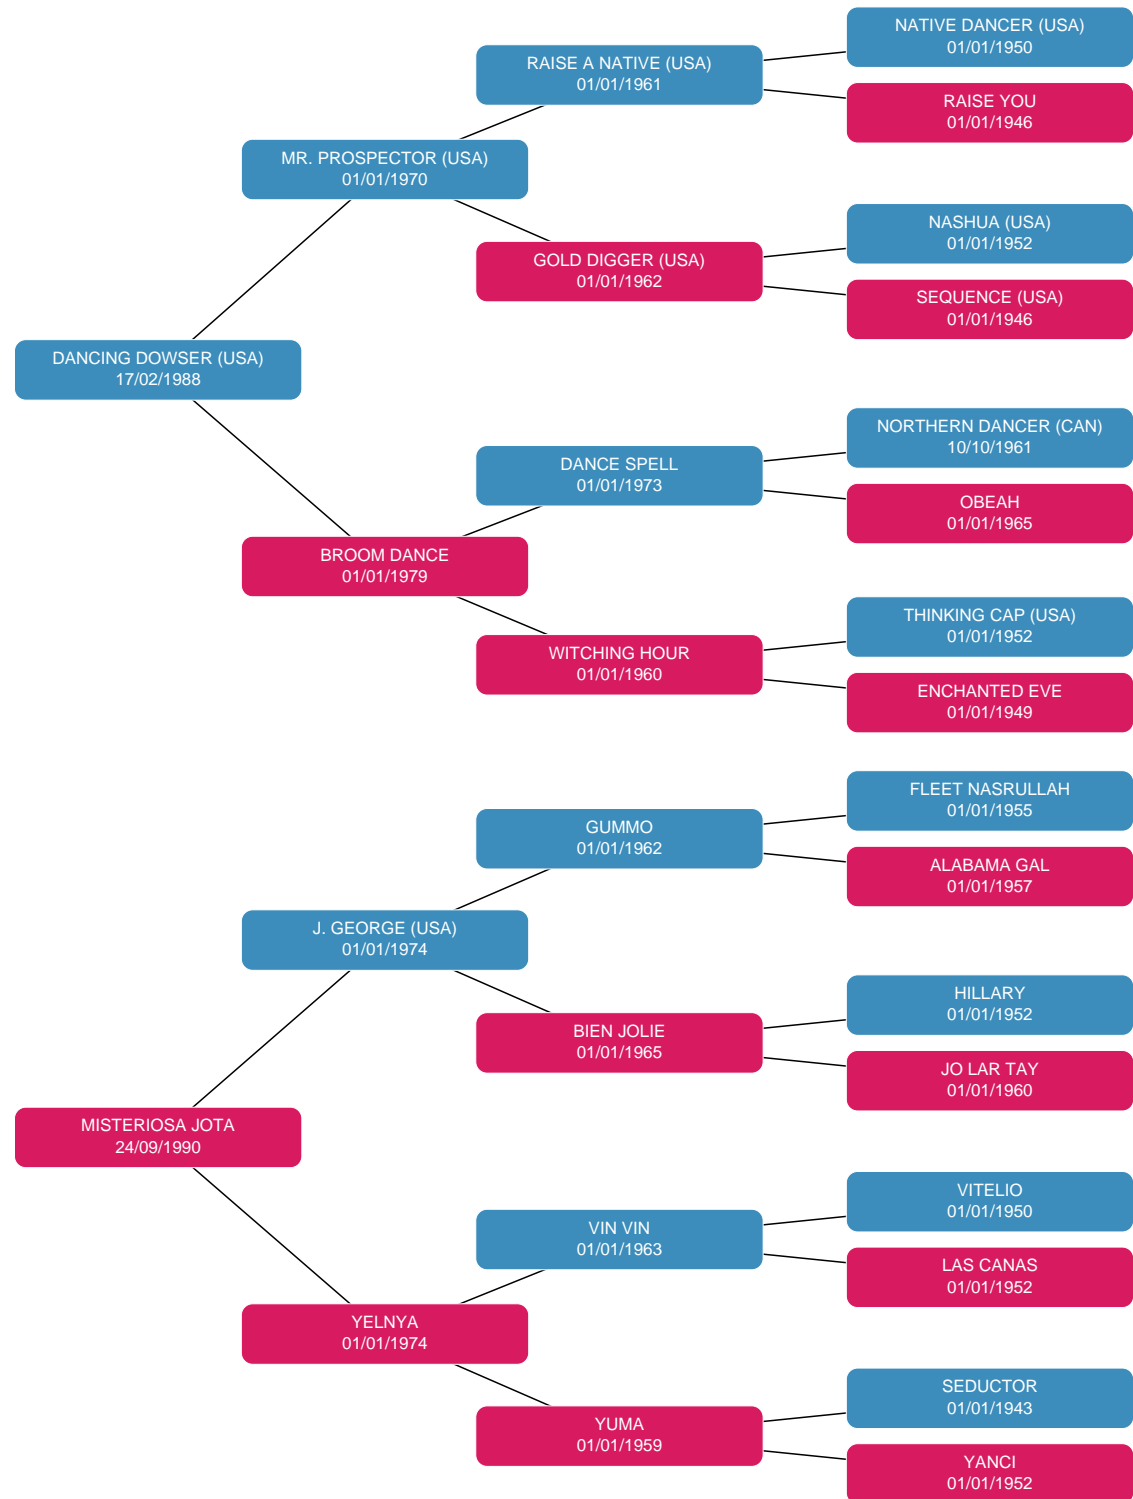 NATIVE DANCER (USA)
01/01/1950
RAISE A NATIVE (USA)
01/01/1961
RAISE YOU
01/01/1946
MR. PROSPECTOR (USA)
01/01/1970
NASHUA (USA)
01/01/1952
GOLD DIGGER (USA)
01/01/1962
SEQUENCE (USA)
01/01/1946
DANCING DOWSER (USA)
17/02/1988
NORTHERN DANCER (CAN)
10/10/1961
DANCE SPELL
01/01/1973
OBEAH
01/01/1965
BROOM DANCE
01/01/1979
THINKING CAP (USA)
01/01/1952
WITCHING HOUR
01/01/1960
ENCHANTED EVE
01/01/1949
FLEET NASRULLAH
01/01/1955
GUMMO
01/01/1962
ALABAMA GAL
01/01/1957
J. GEORGE (USA)
01/01/1974
HILLARY
01/01/1952
BIEN JOLIE
01/01/1965
JO LAR TAY
01/01/1960
MISTERIOSA JOTA
24/09/1990
VITELIO
01/01/1950
VIN VIN
01/01/1963
LAS CANAS
01/01/1952
YELNYA
01/01/1974
SEDUCTOR
01/01/1943
YUMA
01/01/1959
YANCI
01/01/1952